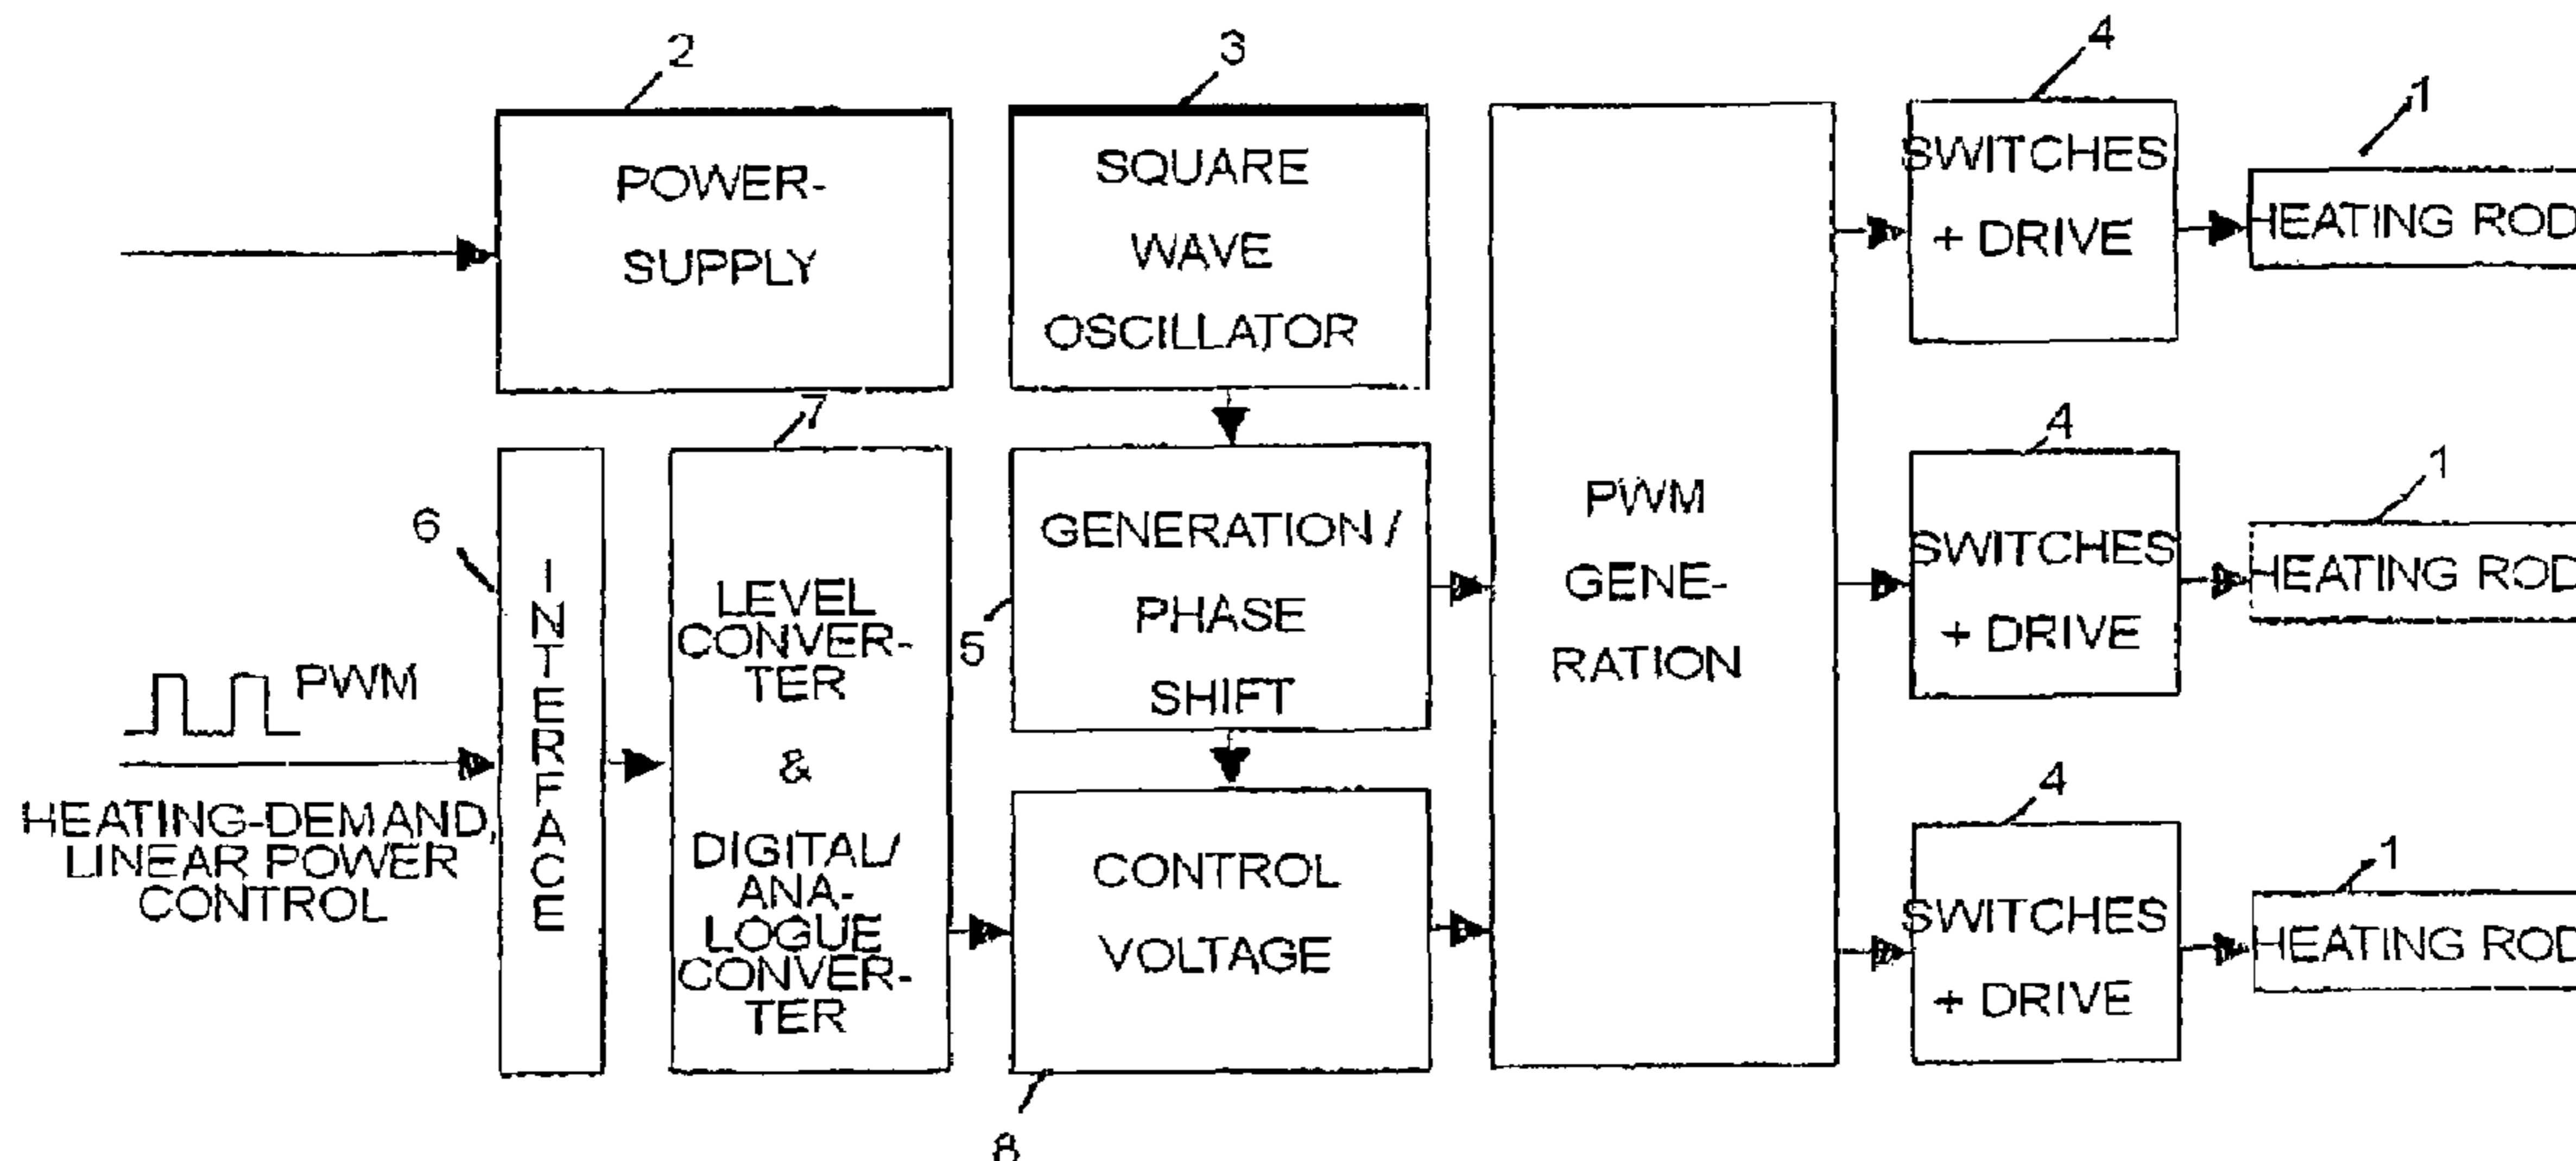 2
3
4
1
POWER-
SUPPLY
SQUARE
WAVE
OSCILLATOR
SWITCHES
+ DRIVE
HEATING ROD
7
4
1
6
INTERFACE
LEVEL
CONVER-
TER
&
DIGITAL/
ANA-
LOGUE
CONVER-
TER
5
GENERATION /
PHASE
SHIFT
PWM
GENE-
RATION
SWITCHES
+ DRIVE
HEATING ROD
PWM
HEATING-DEMAND,
LINEAR POWER
CONTROL
CONTROL
VOLTAGE
4
1
SWITCHES
+ DRIVE
HEATING ROD
8